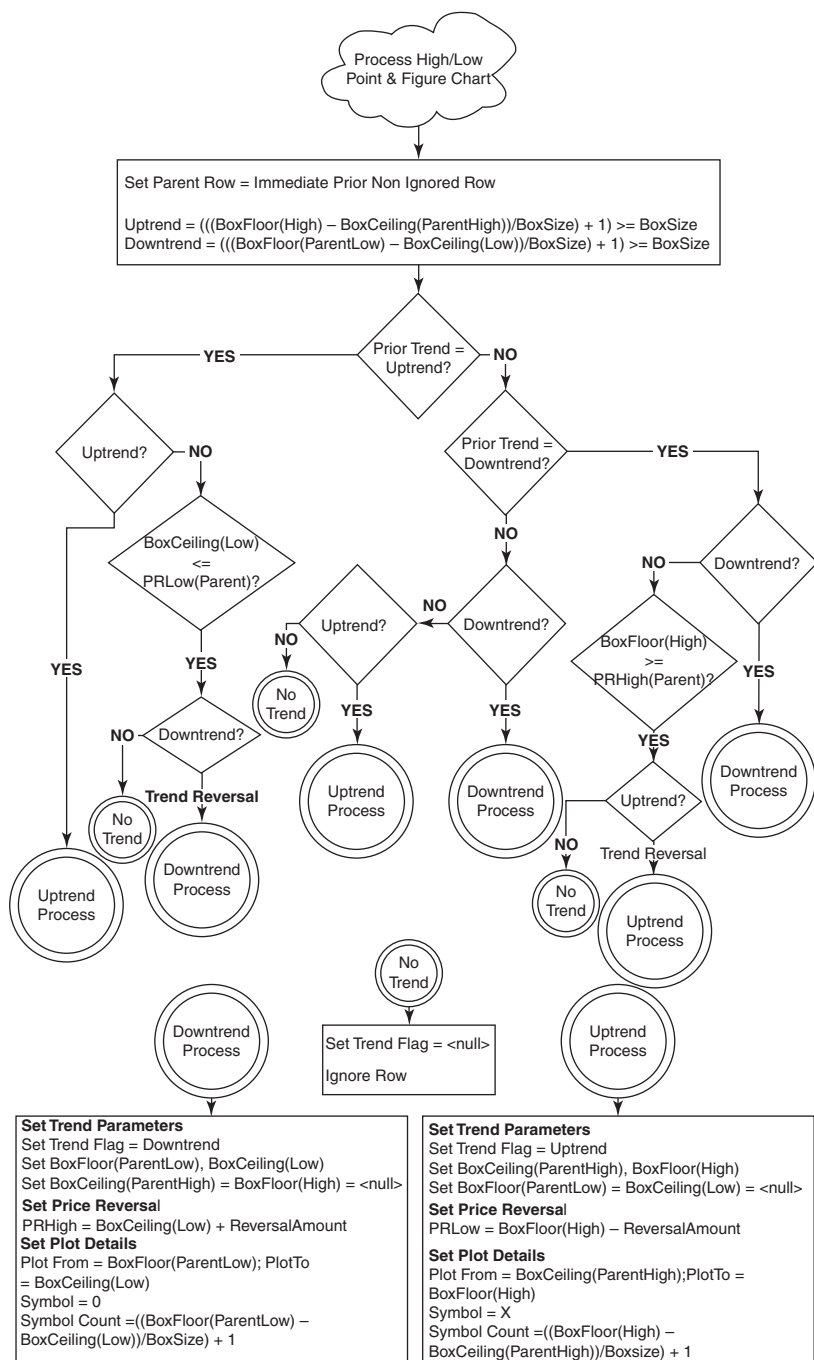 Process High/Low
Point & Figure Chart
Set Parent Row = Immediate Prior Non Ignored Row
Uptrend = (((BoxFloor(High) – BoxCeiling(ParentHigh))/BoxSize) + 1) >= BoxSize
Downtrend = (((BoxFloor(ParentLow) – BoxCeiling(Low))/BoxSize) + 1) >= BoxSize
Prior Trend =
Uptrend?
YES
NO
Uptrend?
NO
YES
BoxCeiling(Low)
<=
PRLow(Parent)?
YES
Downtrend?
NO
No
Trend
Trend Reversal
Downtrend
Process
Uptrend
Process
Prior Trend =
Downtrend?
YES
NO
Downtrend?
NO
YES
Uptrend?
NO
No
Trend
YES
Uptrend
Process
Downtrend
Process
Downtrend?
NO
YES
BoxFloor(High)
>=
PRHigh(Parent)?
YES
Downtrend
Process
Uptrend?
NO
No
Trend
Trend Reversal
Uptrend
Process
Downtrend
Process
No
Trend
Set Trend Flag = <null>
Ignore Row
Uptrend
Process
Set Trend Parameters
Set Trend Flag = Downtrend
Set BoxFloor(ParentLow), BoxCeiling(Low)
Set BoxCeiling(ParentHigh) = BoxFloor(High) = <null>
Set Price Reversal
PRHigh = BoxCeiling(Low) + ReversalAmount
Set Plot Details
Plot From = BoxFloor(ParentLow); PlotTo
= BoxCeiling(Low)
Symbol = 0
Symbol Count =((BoxFloor(ParentLow) –
BoxCeiling(Low))/BoxSize) + 1
Set Trend Parameters
Set Trend Flag = Uptrend
Set BoxCeiling(ParentHigh), BoxFloor(High)
Set BoxFloor(ParentLow) = BoxCeiling(Low) = <null>
Set Price Reversal
PRLow = BoxFloor(High) – ReversalAmount
Set Plot Details
Plot From = BoxCeiling(ParentHigh);PlotTo =
BoxFloor(High)
Symbol = X
Symbol Count =((BoxFloor(High) –
BoxCeiling(ParentHigh))/Boxsize) + 1